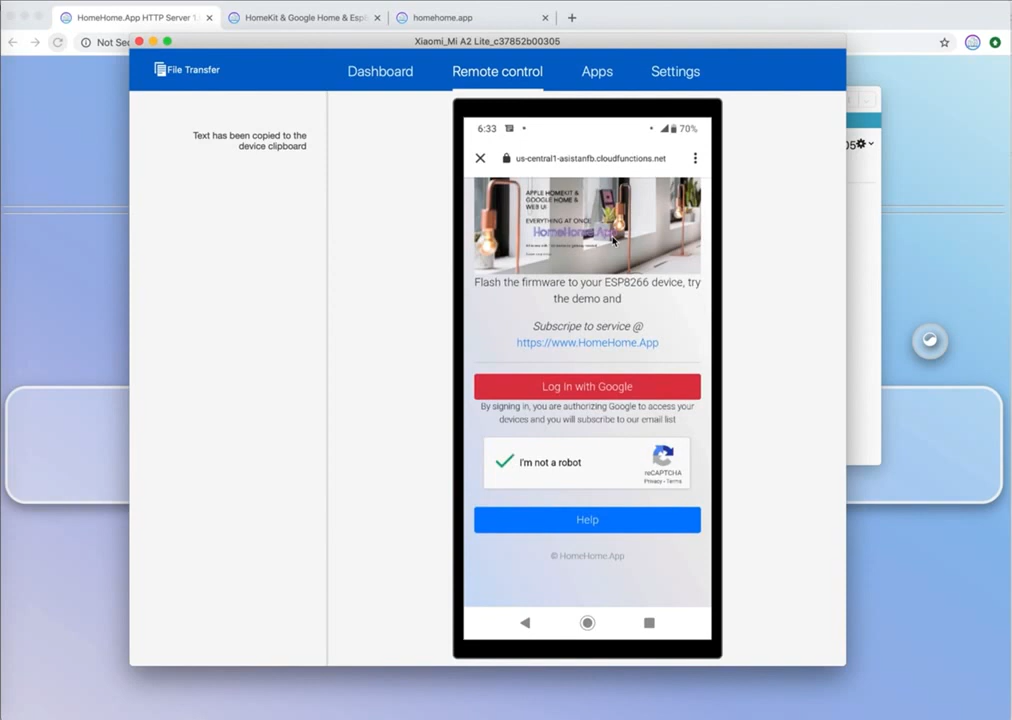 HomeHome.App HTTP Server 1.
HomeKit & Google Home & Esp8
homehome.app
Not Sec
Xiaomi_Mi A2 Lite_c37852b00305
File Transfer
Dashboard
Remote control
Apps
Settings
Text has been copied to the
device clipboard
05
6:33
70%
us-central1-asistanfb.cloudfunctions.net
APPLE HOMEKIT &
GOOGLE HOME &
WEB UI
EVERYTHING AT ONCE
HomeHome.App
Flash the firmware to your ESP8266 device, try
the demo and
Subscripe to service @
https://www.HomeHome.App
Log In with Google
By signing in, you are authorizing Google to access your
devices and you will subscribe to our email list
I'm not a robot
reCAPTCHA
Privacy - Terms
Help
© HomeHome.App